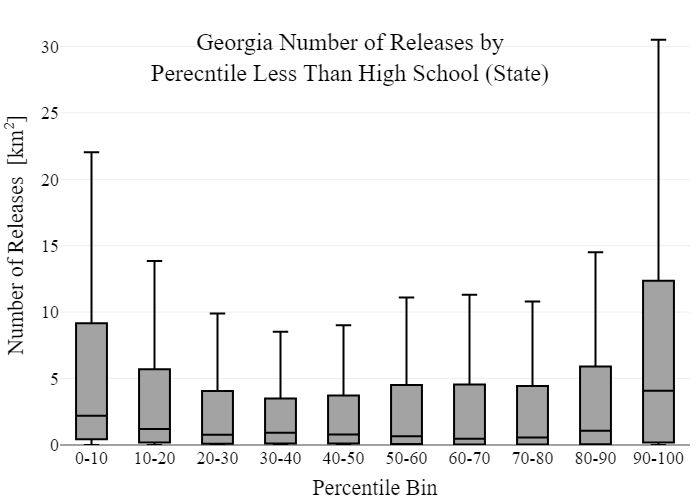 Georgia Number of Releases by
Perecntile Less Than High School (State)
Number of Releases [km²]
30
25
20
15
10
5
0
0-10 10-20 20-30 30-40 40-50 50-60 60-70 70-80 80-90 90-100
Percentile Bin